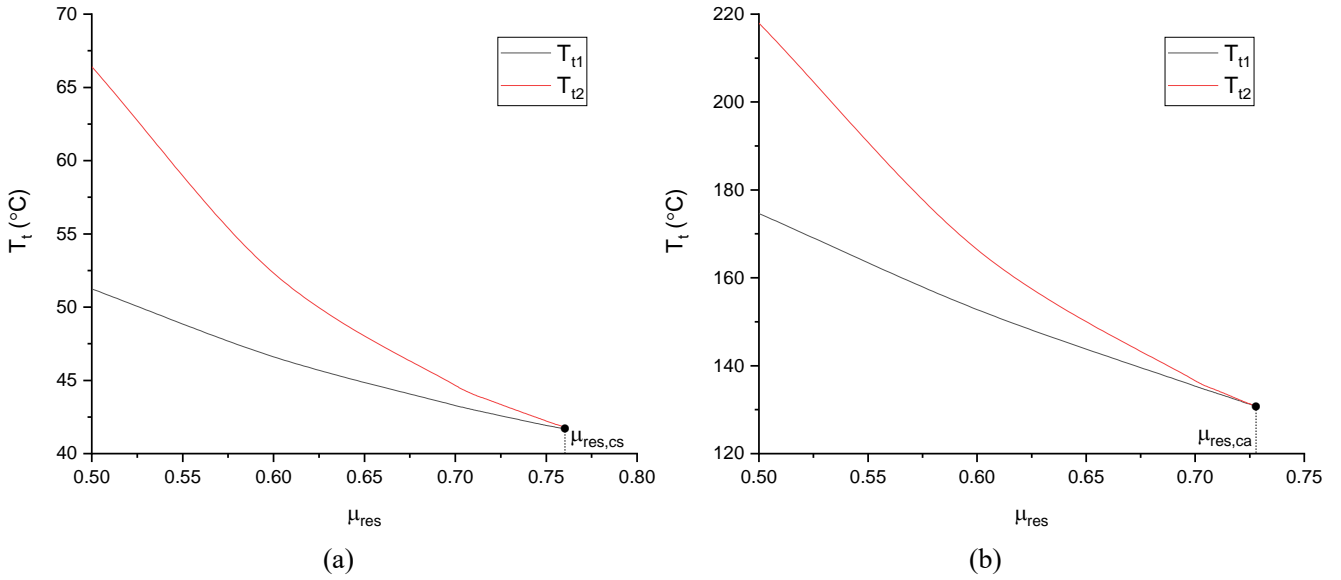 70
65
60
55
50
45
40
T_t (°C)
0.50 0.55 0.60 0.65 0.70 0.75 0.80
μ_res
T_t1
T_t2
μ_res,cs
(a)
220
200
180
160
140
120
T_t (°C)
0.50 0.55 0.60 0.65 0.70 0.75
μ_res
T_t1
T_t2
μ_res,ca
(b)